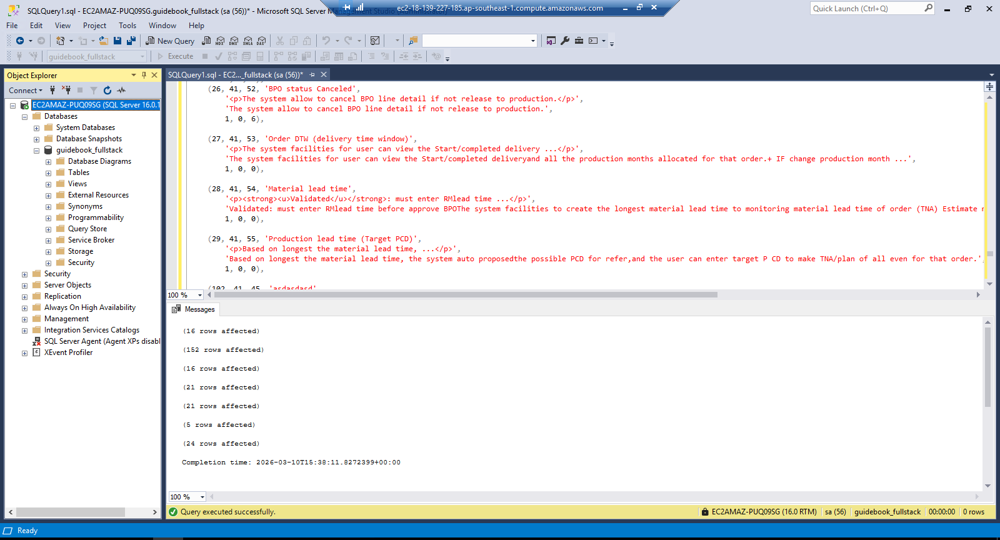 SQLQuery1.sql - EC2AMAZ-PUQ09SG.guidebook_fullstack (sa (56))* - Microsoft SQL Server Management Studio
ec2-18-139-227-185.ap-southeast-1.compute.amazonaws.com
Quick Launch (Ctrl+Q)
File Edit View Project Tools Window Help
New Query MDX DMX XMLA DAX
guidebook_fullstack Execute
Object Explorer
Connect
EC2AMAZ-PUQ09SG (SQL Server 16.0.1
Databases
System Databases
Database Snapshots
guidebook_fullstack
Database Diagrams
Tables
Views
External Resources
Synonyms
Programmability
Query Store
Service Broker
Storage
Security
Security
Server Objects
Replication
Always On High Availability
Management
Integration Services Catalogs
SQL Server Agent (Agent XPs disabl
XEvent Profiler
SQLQuery1.sql - EC2..._fullstack (sa (56))*
(26, 41, 52, 'BPO status Canceled',
'<p>The system allow to cancel BPO line detail if not release to production.</p>',
'The system allow to cancel BPO line detail if not release to production.',
1, 0, 6),
(27, 41, 53, 'Order DTW (delivery time window)',
'<p>The system facilities for user can view the Start/completed delivery ...</p>',
'The system facilities for user can view the Start/completed deliveryand all the production months allocated for that order.+ IF change production month ...',
1, 0, 0),
(28, 41, 54, 'Material lead time',
'<p><strong><u>Validated</u></strong>: must enter RMlead time ...</p>',
'Validated: must enter RMlead time before approve BPOThe system facilities to create the longest material lead time to monitoring material lead time of order (TNA) Estimate
1, 0, 0),
(29, 41, 55, 'Production lead time (Target PCD)',
'<p>Based on longest the material lead time, ...</p>',
'Based on longest the material lead time, the system auto proposedthe possible PCD for refer,and the user can enter target P CD to make TNA/plan of all even for that order.',
1, 0, 0),
(102, 41, 45, 'asdasdasd'
100 %
Messages
(16 rows affected)
(152 rows affected)
(16 rows affected)
(21 rows affected)
(21 rows affected)
(5 rows affected)
(24 rows affected)
Completion time: 2026-03-10T15:38:11.8272399+00:00
100 %
Query executed successfully. EC2AMAZ-PUQ09SG (16.0 RTM) sa (56) guidebook_fullstack 00:00:00 0 rows
Ready